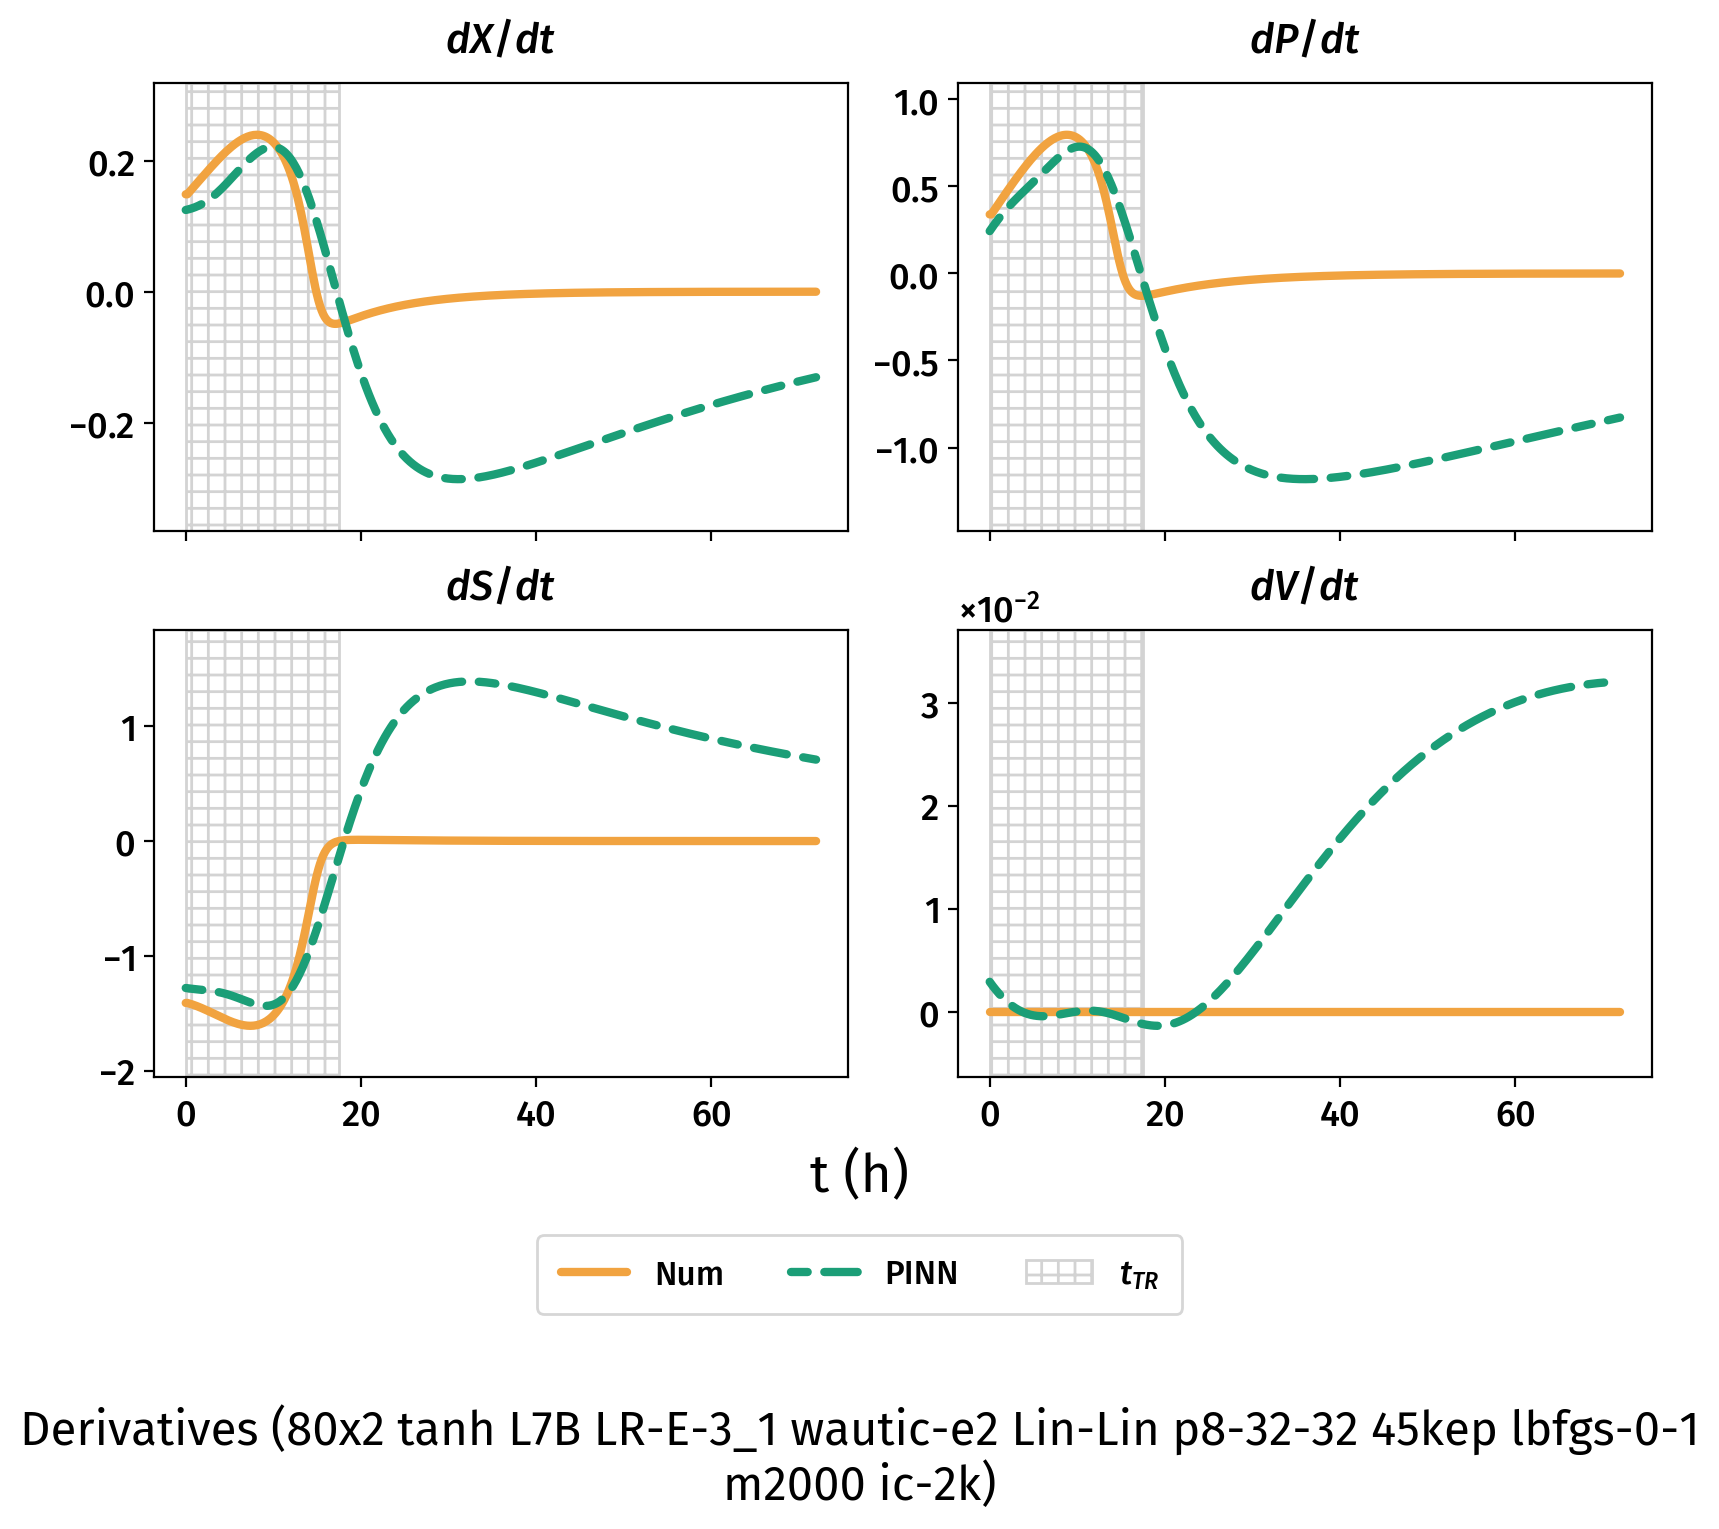 dX/dt
dP/dt
0.2
0.0
−0.2
1.0
0.5
0.0
−0.5
−1.0
dS/dt
dV/dt
×10⁻²
1
0
−1
−2
3
2
1
0
0 20 40 60
0 20 40 60
t (h)
Num PINN t_TR
Derivatives (80x2 tanh L7B LR-E-3_1 wautic-e2 Lin-Lin p8-32-32 45kep lbfgs-0-1
m2000 ic-2k)